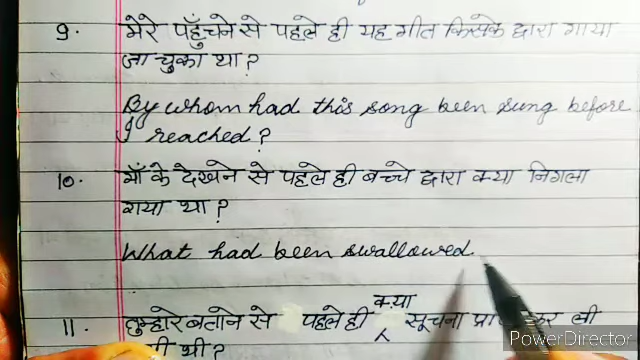 9. मेरे पहुँचने से पहले ही यह गीत किसके द्वारा गाया
जा चुका था?
By whom had this song been sung before
I reached?
10. माँ के देखने से पहले ही बच्चे द्वारा क्या निगला
गया था?
What had been swallowed
11. तुम्हारे बताने से पहले ही क्या सूचना कर ली
थी?
PowerDirector